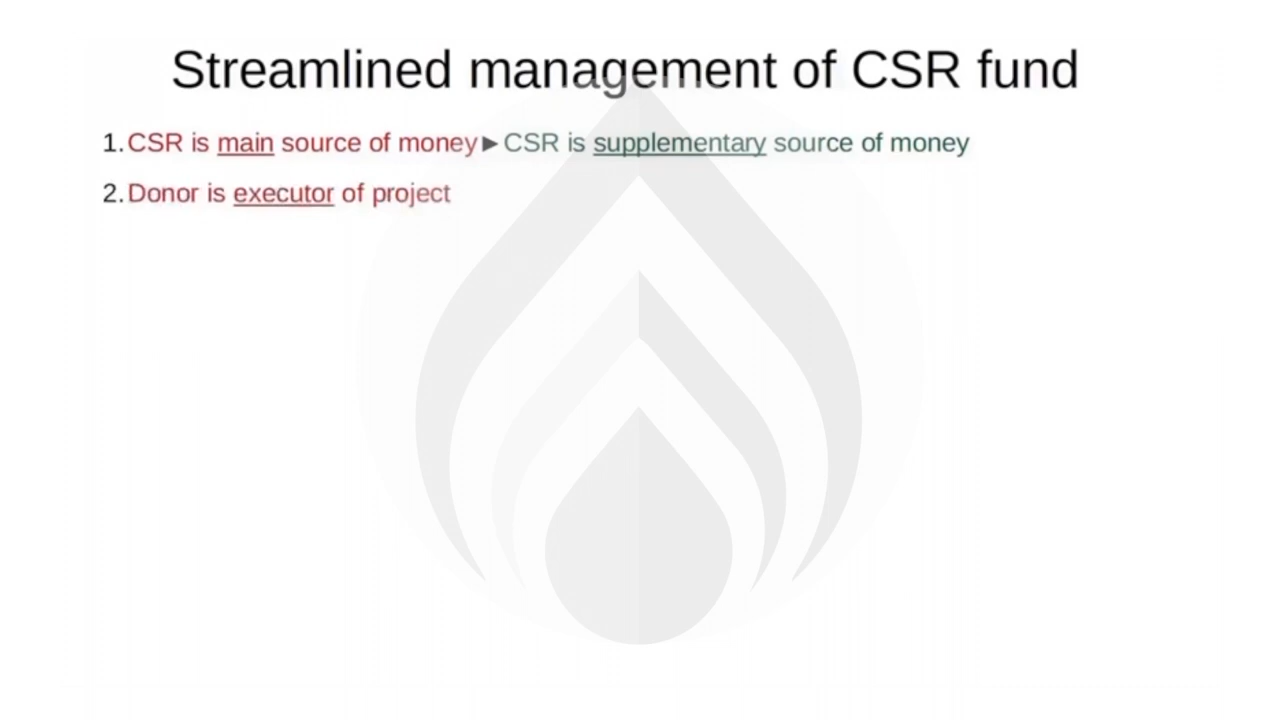 Streamlined management of CSR fund
1. CSR is main source of money►CSR is supplementary source of money
2. Donor is executor of project